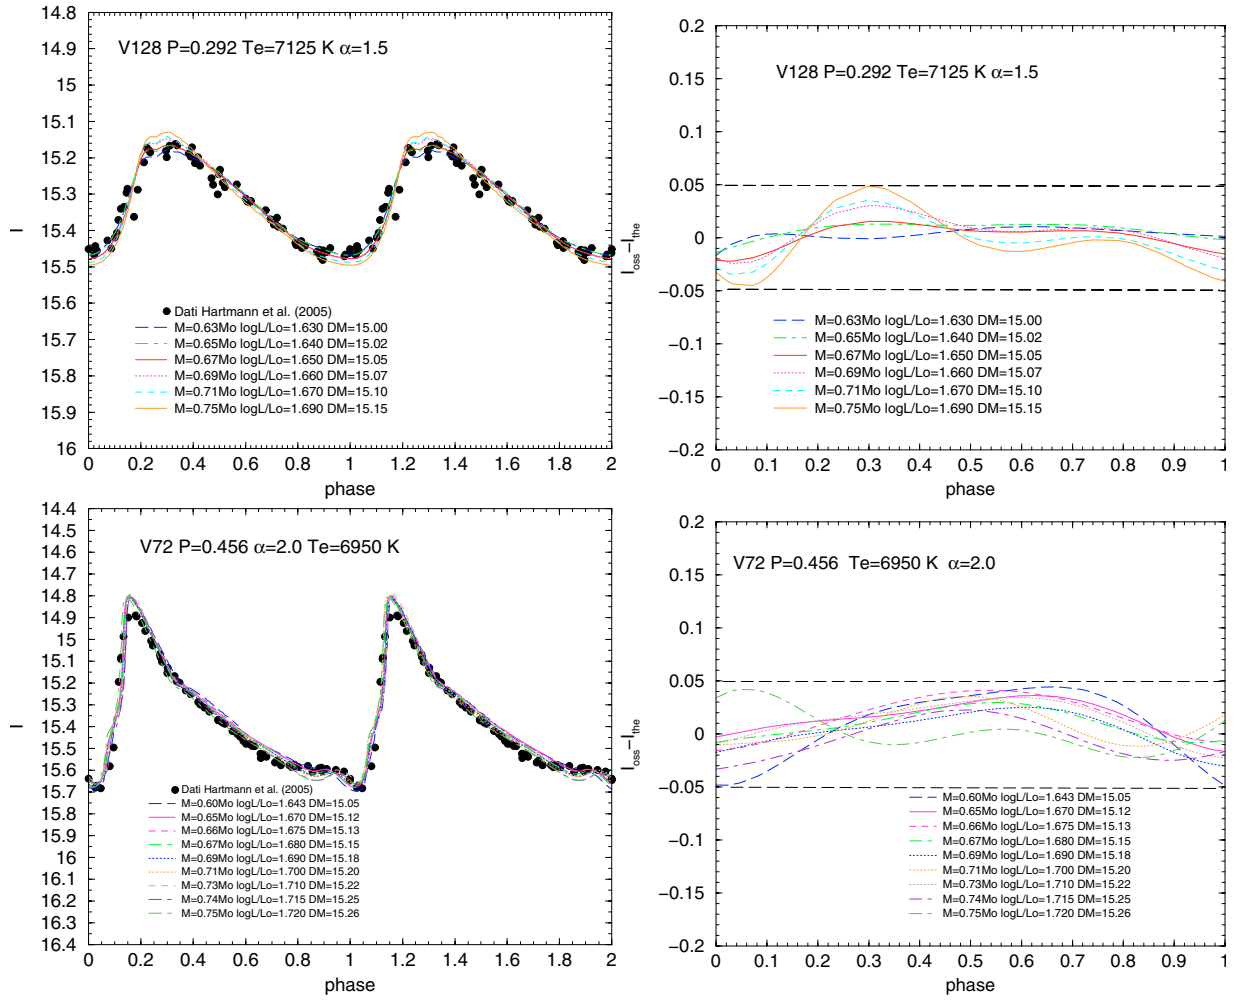 V128 P=0.292 Te=7125 K α=1.5
14.8
14.9
15
15.1
15.2
15.3
15.4
15.5
15.6
15.7
15.8
15.9
16
I
Dati Hartmann et al. (2005)
M=0.63Mo logL/Lo=1.630 DM=15.00
M=0.65Mo logL/Lo=1.640 DM=15.02
M=0.67Mo logL/Lo=1.650 DM=15.05
M=0.69Mo logL/Lo=1.660 DM=15.07
M=0.71Mo logL/Lo=1.670 DM=15.10
M=0.75Mo logL/Lo=1.690 DM=15.15
0 0.2 0.4 0.6 0.8 1 1.2 1.4 1.6 1.8 2
phase
V128 P=0.292 Te=7125 K α=1.5
0.2
0.15
0.1
0.05
0
−0.05
−0.1
−0.15
−0.2
Ioss−Ithe
M=0.63Mo logL/Lo=1.630 DM=15.00
M=0.65Mo logL/Lo=1.640 DM=15.02
M=0.67Mo logL/Lo=1.650 DM=15.05
M=0.69Mo logL/Lo=1.660 DM=15.07
M=0.71Mo logL/Lo=1.670 DM=15.10
M=0.75Mo logL/Lo=1.690 DM=15.15
0 0.1 0.2 0.3 0.4 0.5 0.6 0.7 0.8 0.9 1
phase
V72 P=0.456 α=2.0 Te=6950 K
14.4
14.5
14.6
14.7
14.8
14.9
15
15.1
15.2
15.3
15.4
15.5
15.6
15.7
15.8
15.9
16
16.1
16.2
16.3
16.4
I
Dati Hartmann et al. (2005)
M=0.60Mo logL/Lo=1.643 DM=15.05
M=0.65Mo logL/Lo=1.670 DM=15.12
M=0.66Mo logL/Lo=1.675 DM=15.13
M=0.67Mo logL/Lo=1.680 DM=15.15
M=0.69Mo logL/Lo=1.690 DM=15.18
M=0.71Mo logL/Lo=1.700 DM=15.20
M=0.73Mo logL/Lo=1.710 DM=15.22
M=0.74Mo logL/Lo=1.715 DM=15.25
M=0.75Mo logL/Lo=1.720 DM=15.26
0 0.2 0.4 0.6 0.8 1 1.2 1.4 1.6 1.8 2
phase
V72 P=0.456 Te=6950 K α=2.0
0.2
0.15
0.1
0.05
0
−0.05
−0.1
−0.15
−0.2
Ioss−Ithe
M=0.60Mo logL/Lo=1.643 DM=15.05
M=0.65Mo logL/Lo=1.670 DM=15.12
M=0.66Mo logL/Lo=1.675 DM=15.13
M=0.67Mo logL/Lo=1.680 DM=15.15
M=0.69Mo logL/Lo=1.690 DM=15.18
M=0.71Mo logL/Lo=1.700 DM=15.20
M=0.73Mo logL/Lo=1.710 DM=15.22
M=0.74Mo logL/Lo=1.715 DM=15.25
M=0.75Mo logL/Lo=1.720 DM=15.26
0 0.1 0.2 0.3 0.4 0.5 0.6 0.7 0.8 0.9 1
phase